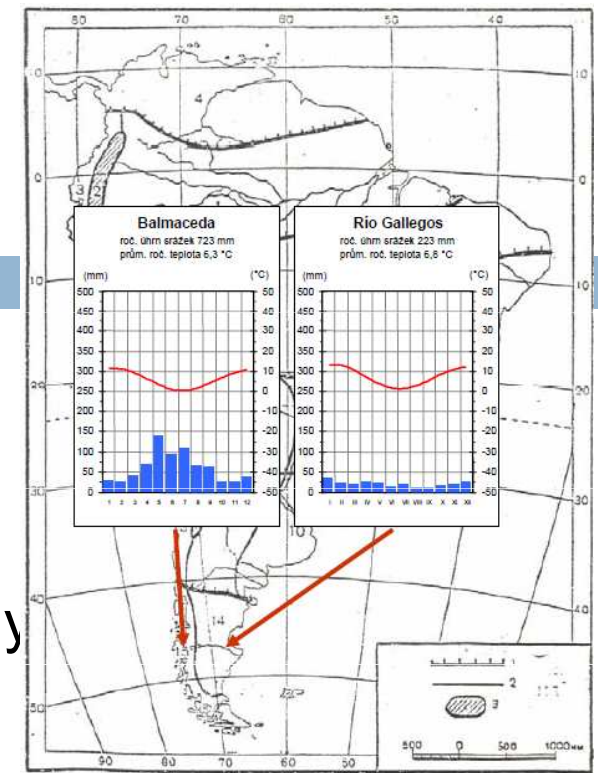 80 70 60 50 40
10 10
4
0 0
3 2
Balmaceda
roč. úhrn srážek 723 mm
prům. roč. teplota 6,3 °C
(mm) (°C)
500 50
450 40
400 30
350 20
300 10
250 0
200 -10
150 -20
100 -30
50 -40
0 -50
1 2 3 4 5 6 7 8 9 10 11 12
Río Gallegos
roč. úhrn srážek 223 mm
prům. roč. teplota 6,8 °C
(mm) (°C)
500 50
450 40
400 30
350 20
300 10
250 0
200 -10
150 -20
100 -30
50 -40
0 -50
I II III IV V VI VII VIII IX X XI XII
10 10
20 20
30 30
10
40 40
14
y
13
50
90 80 70 60 50
1
2
3
500 0 500 1000км